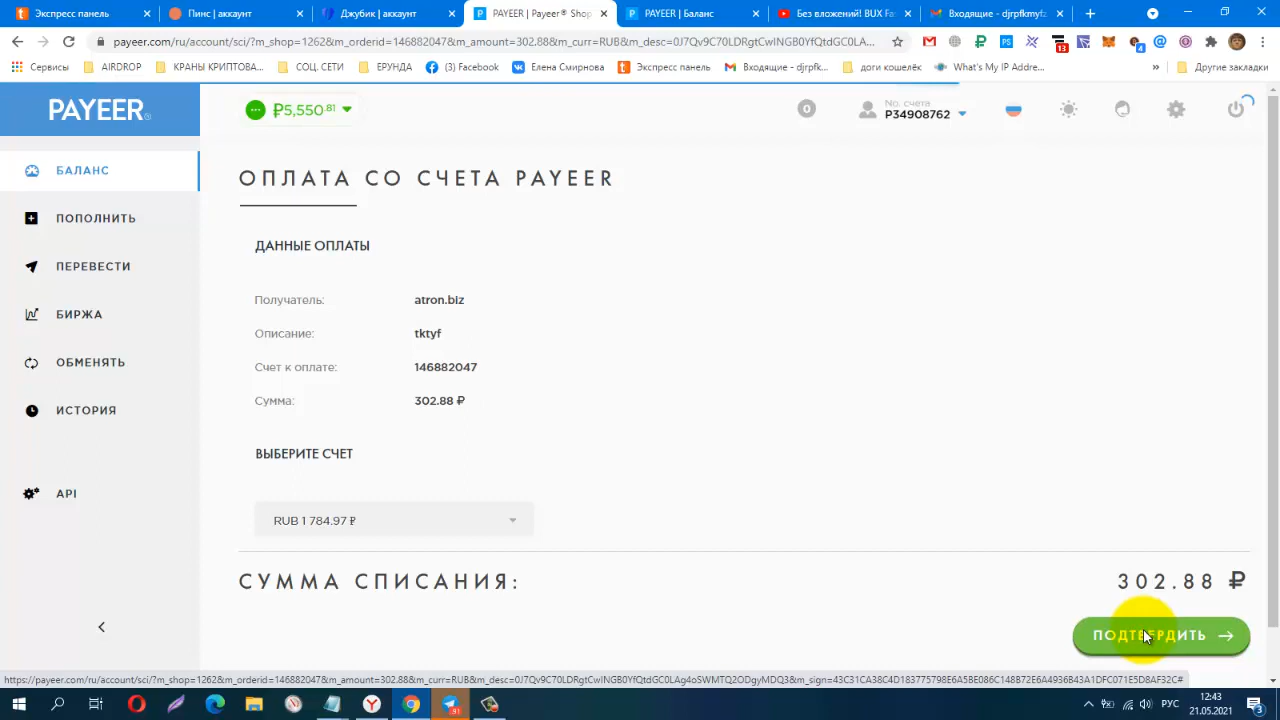 Экспресс панель
Пинс | аккаунт
Джубик | аккаунт
PAYEER | Payeer® Shop
PAYEER | Баланс
Без вложений! BUX Fa
Входящие - djrpfkmyfz
payeer.com/ru/account/sci/?m_shop=1262&m_orderid=146882047&m_amount=302.88&m_curr=RUB&m_desc=0J7Qv9C70LDRgtCwINGB0YfQtdGC0LA...
13
4
Сервисы
AIRDROP
КРАНЫ КРИПТОВА...
СОЦ. СЕТИ
ЕРУНДА
(3) Facebook
Елена Смирнова
Экспресс панель
Входящие - djrpfk...
доги кошелёк
What's My IP Addre...
»
Другие закладки
PAYEER®
₽5,550.81
0
No. счета
P34908762
БАЛАНС
ПОПОЛНИТЬ
ПЕРЕВЕСТИ
БИРЖА
ОБМЕНЯТЬ
ИСТОРИЯ
API
ОПЛАТА СО СЧЕТА PAYEER
ДАННЫЕ ОПЛАТЫ
Получатель: atron.biz
Описание: tktyf
Счет к оплате: 146882047
Сумма: 302.88 ₽
ВЫБЕРИТЕ СЧЕТ
RUB 1 784.97 ₽
СУММА СПИСАНИЯ: 302.88 ₽
ПОДТВЕРДИТЬ →
https://payeer.com/ru/account/sci/?m_shop=1262&m_orderid=146882047&m_amount=302.88&m_curr=RUB&m_desc=0J7Qv9C70LDRgtCwINGB0YfQtdGC0LAg4oSWMTQ2ODgyMDQ3&m_sign=43C31CA38C4D183775798E6A5BE086C148B72E6A4936B43A1DFC071E5D8AF32C#
91
РУС
12:43
21.05.2021
3